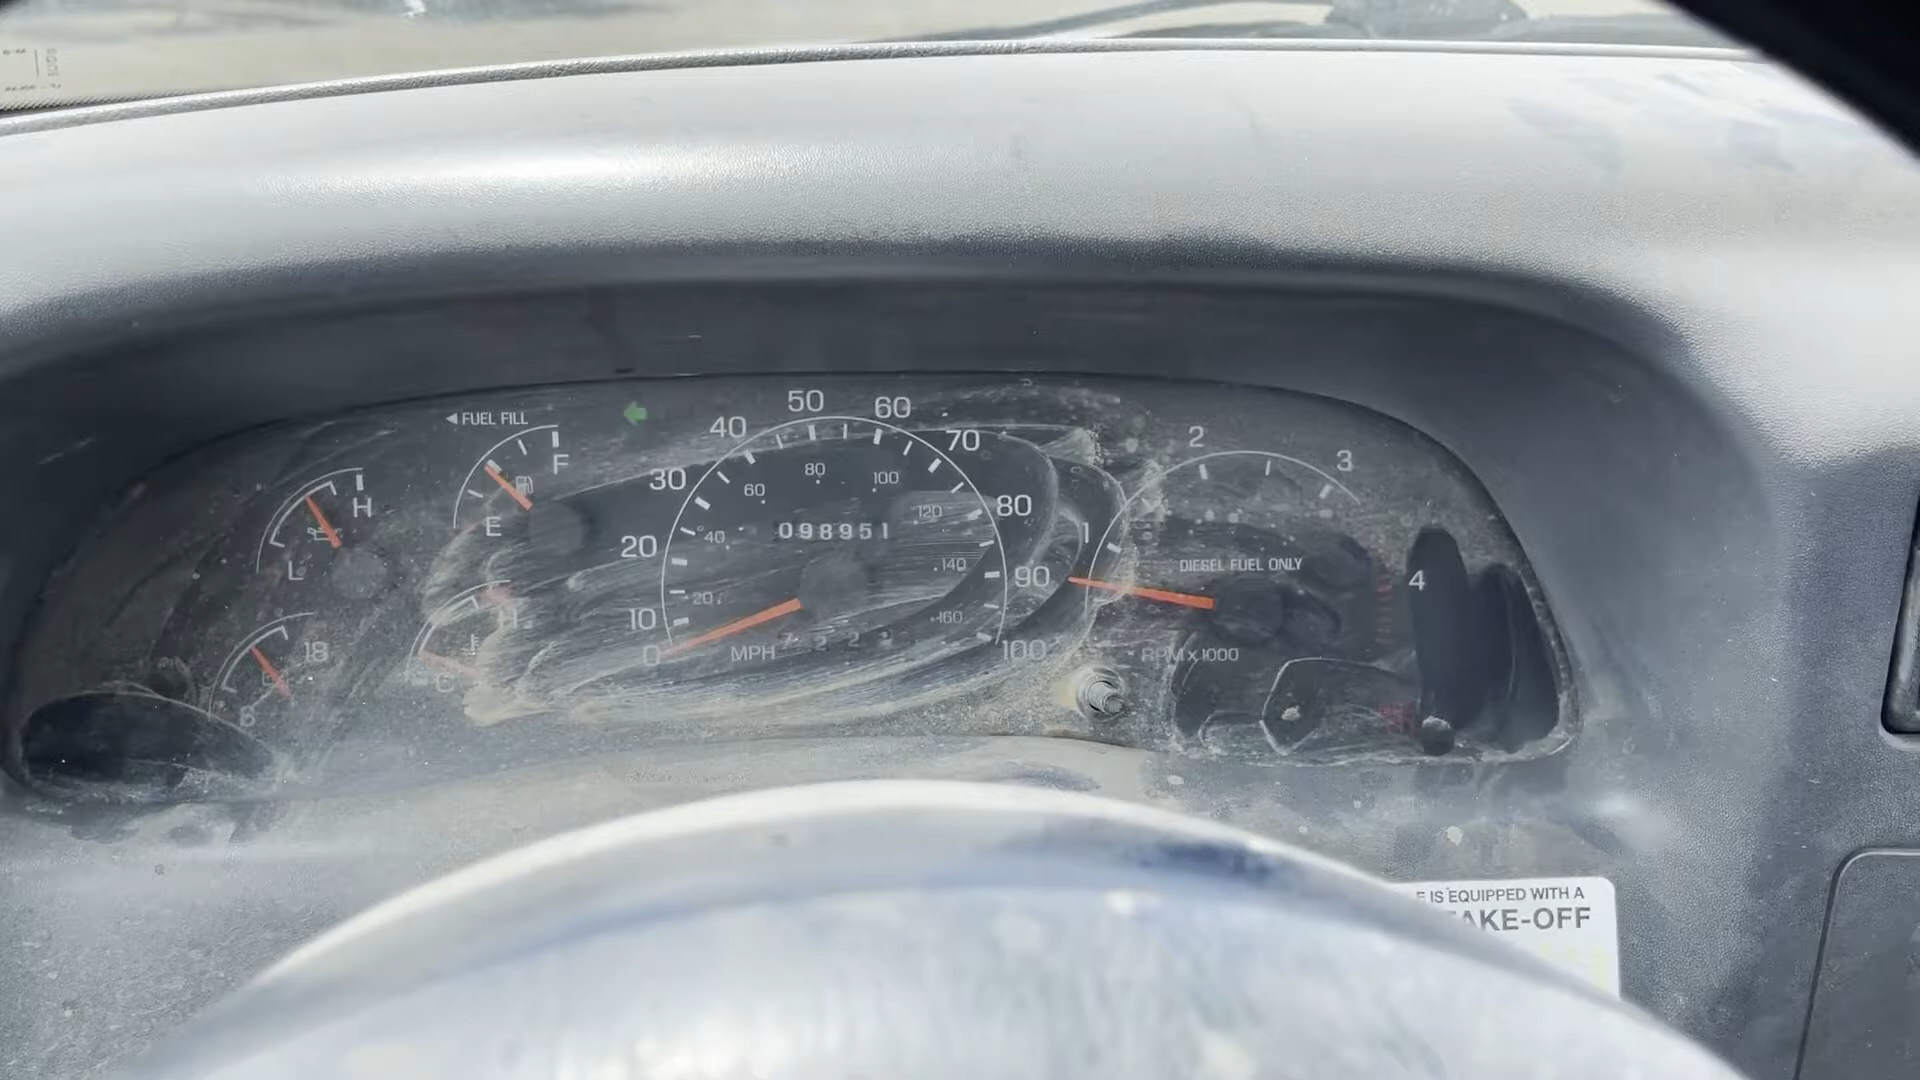 ◄ FUEL FILL
F
E
H
L
18
8
H
C
0
10
20
30
40
50
60
70
80
90
100
20
40
60
80
100
120
140
160
098951
MPH
1
2
3
4
DIESEL FUEL ONLY
RPM x 1000
IS EQUIPPED WITH A
AKE-OFF